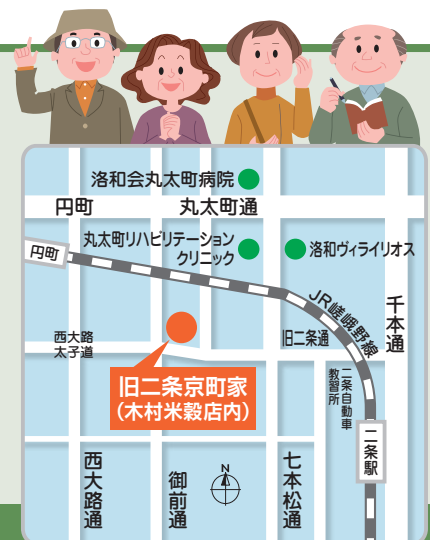 洛和会丸太町病院
円町
丸太町通
丸太町リハビリテーション
クリニック
洛和ヴィライリオス
円町
JR嵯峨野線
千本通
西大路
太子道
旧二条通
旧二条京町家
(木村米穀店内)
二条自動車
教習所
二条駅
西大路通
御前通
N
七本松通